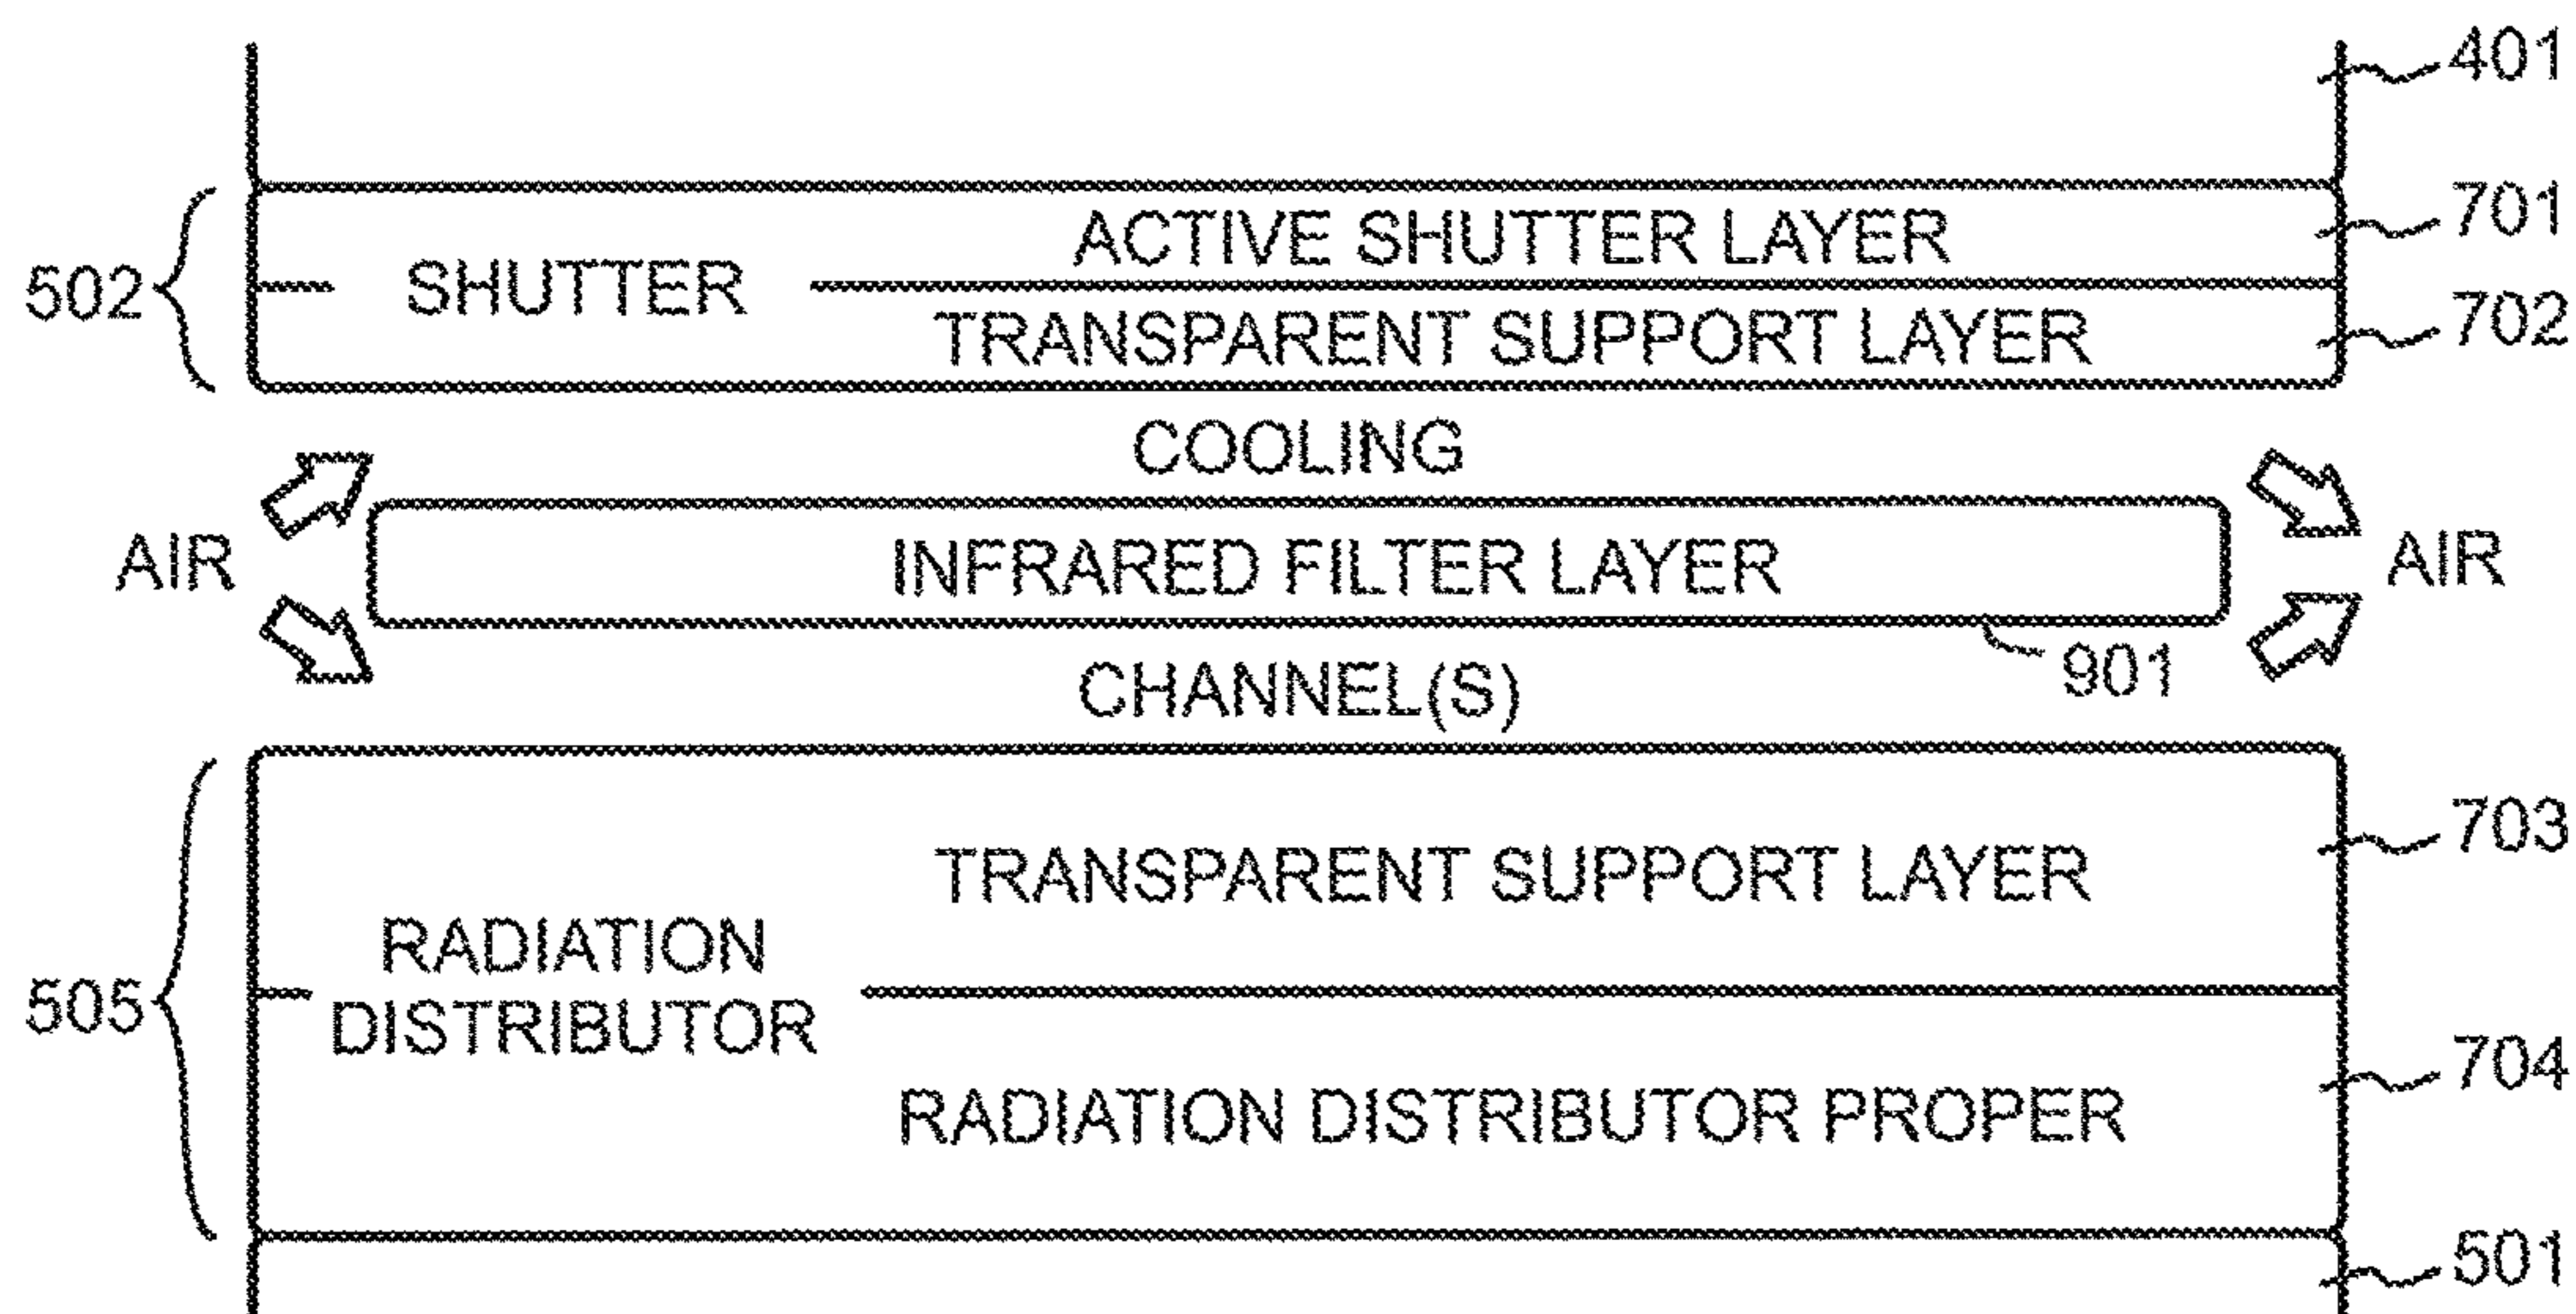 401
701
ACTIVE SHUTTER LAYER
502
SHUTTER
702
TRANSPARENT SUPPORT LAYER
COOLING
AIR
INFRARED FILTER LAYER
AIR
901
CHANNEL(S)
703
TRANSPARENT SUPPORT LAYER
505
RADIATION
DISTRIBUTOR
704
RADIATION DISTRIBUTOR PROPER
501